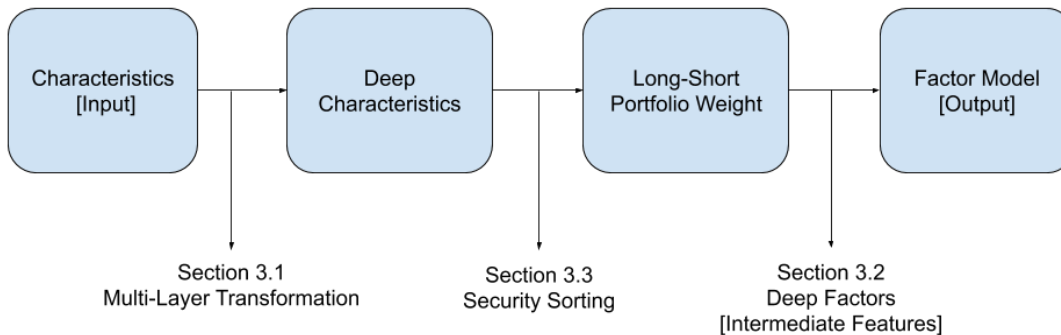 Characteristics
[Input]
Deep
Characteristics
Long-Short
Portfolio Weight
Factor Model
[Output]
Section 3.1
Multi-Layer Transformation
Section 3.3
Security Sorting
Section 3.2
Deep Factors
[Intermediate Features]